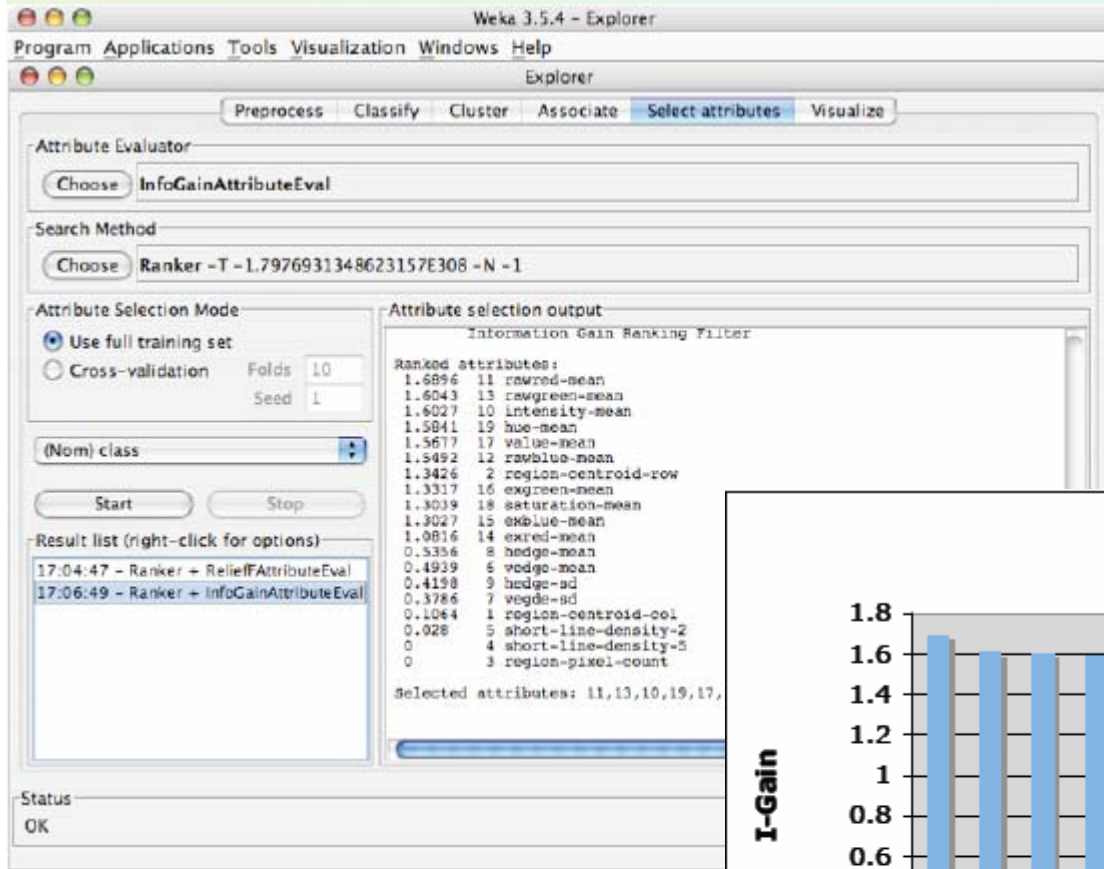 Weka 3.5.4 - Explorer
Program Applications Tools Visualization Windows Help
Explorer
Preprocess Classify Cluster Associate Select attributes Visualize
Attribute Evaluator
Choose InfoGainAttributeEval
Search Method
Choose Ranker -T -1.7976931348623157E308 -N -1
Attribute Selection Mode
Use full training set
Cross-validation Folds 10
Seed 1
(Nom) class
Start Stop
Result list (right-click for options)
17:04:47 - Ranker + ReliefFAttributeEval
17:06:49 - Ranker + InfoGainAttributeEval
Attribute selection output
Information Gain Ranking Filter
Ranked attributes:
1.6896 11 rawred-mean
1.6043 13 rawgreen-mean
1.6027 10 intensity-mean
1.5841 19 hue-mean
1.5677 17 value-mean
1.5492 12 rawblue-mean
1.3426 2 region-centroid-row
1.3317 16 exgreen-mean
1.3039 18 saturation-mean
1.3027 15 exblue-mean
1.0816 14 exred-mean
0.5356 8 hedge-mean
0.4939 6 vedge-mean
0.4198 9 hedge-sd
0.3786 7 vegde-sd
0.1064 1 region-centroid-col
0.028 5 short-line-density-2
0 4 short-line-density-5
0 3 region-pixel-count
Selected attributes: 11,13,10,19,17,
Status
OK
I-Gain
1.8
1.6
1.4
1.2
1
0.8
0.6